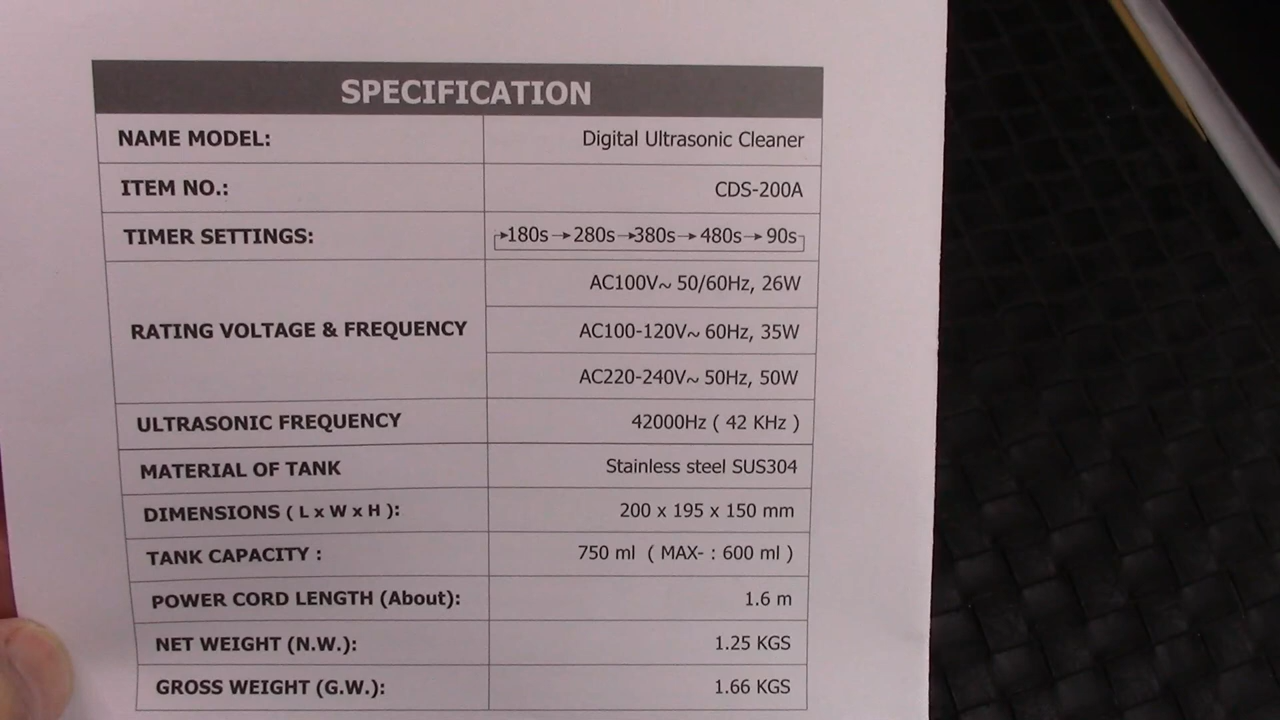 SPECIFICATION
NAME MODEL: Digital Ultrasonic Cleaner
ITEM NO.: CDS-200A
TIMER SETTINGS: →180s→280s→380s→480s→90s
RATING VOLTAGE & FREQUENCY
AC100V~ 50/60Hz, 26W
AC100-120V~ 60Hz, 35W
AC220-240V~ 50Hz, 50W
ULTRASONIC FREQUENCY 42000Hz ( 42 KHz )
MATERIAL OF TANK Stainless steel SUS304
DIMENSIONS ( L x W x H ): 200 x 195 x 150 mm
TANK CAPACITY : 750 ml ( MAX- : 600 ml )
POWER CORD LENGTH (About): 1.6 m
NET WEIGHT (N.W.): 1.25 KGS
GROSS WEIGHT (G.W.): 1.66 KGS